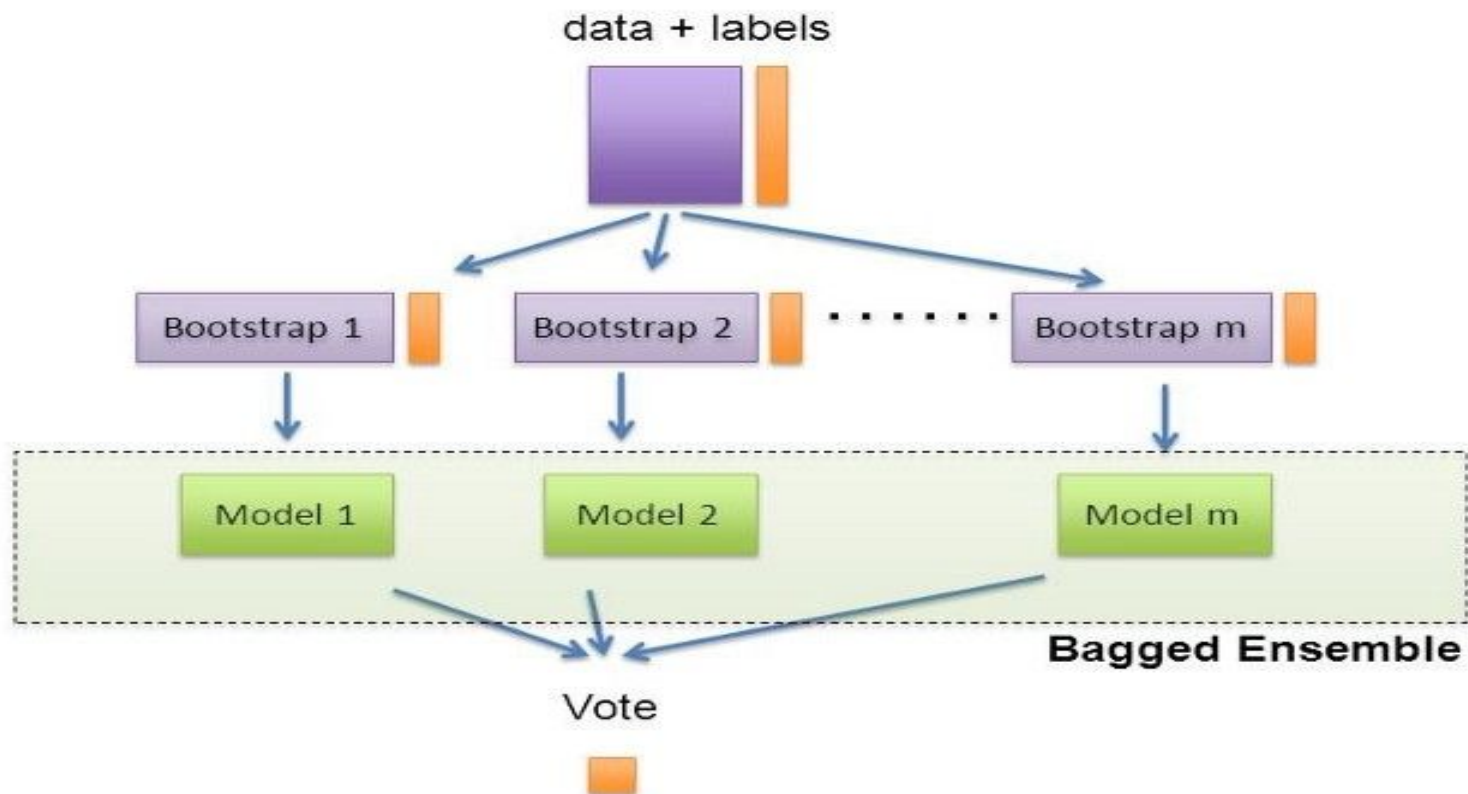 data + labels
Bootstrap 1
Bootstrap 2
......
Bootstrap m
Model 1
Model 2
Model m
Bagged Ensemble
Vote